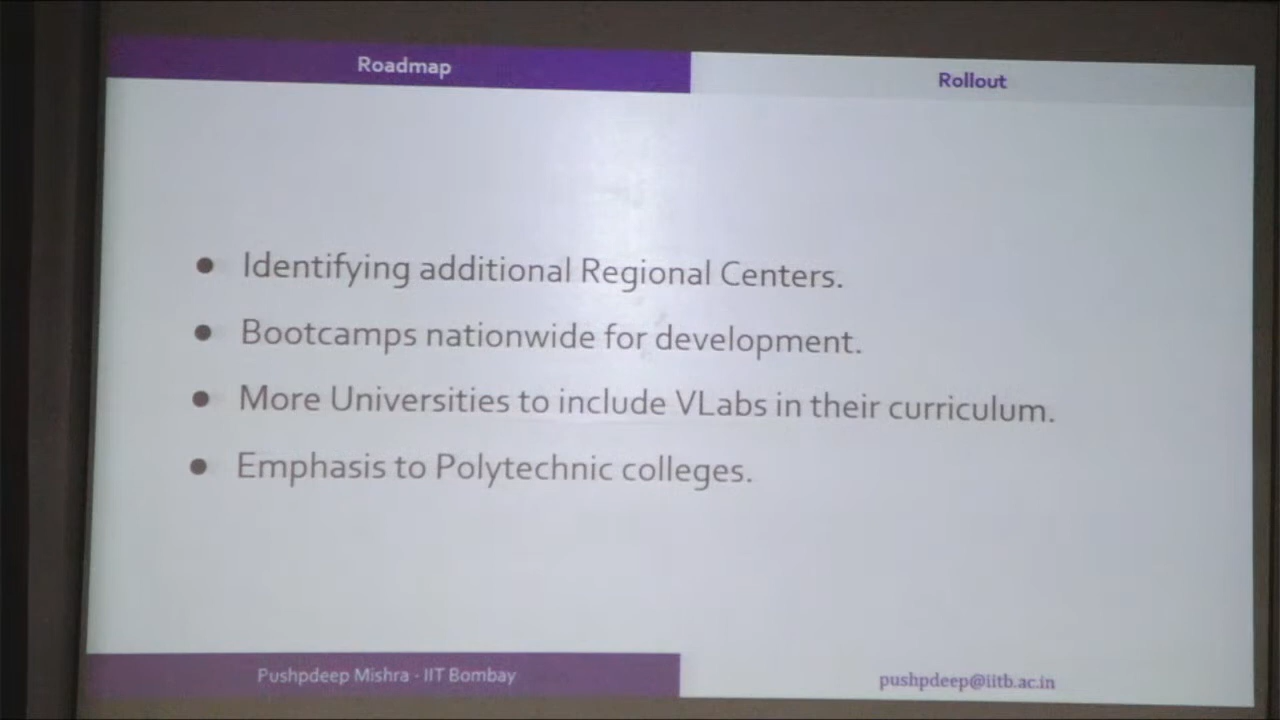 Roadmap
Rollout
Identifying additional Regional Centers.
Bootcamps nationwide for development.
More Universities to include VLabs in their curriculum.
Emphasis to Polytechnic colleges.
Pushpdeep Mishra - IIT Bombay
pushpdeep@iitb.ac.in